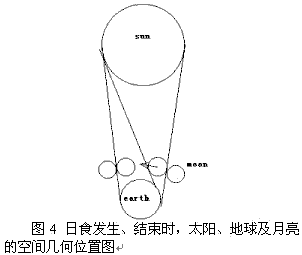 sun
moon
earth
图 4 日食发生、结束时，太阳、地球及月亮
的空间几何位置图